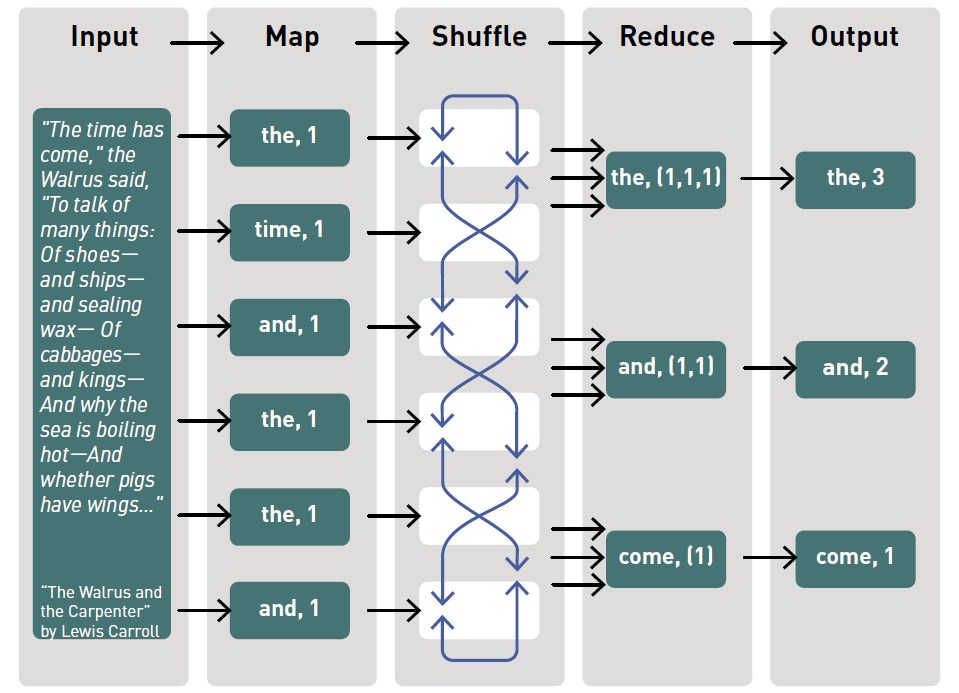 Input
Map
Shuffle
Reduce
Output
"The time has
come," the
Walrus said,
"To talk of
many things:
Of shoes—
and ships—
and sealing
wax— Of
cabbages—
and kings—
And why the
sea is boiling
hot—And
whether pigs
have wings..."
“The Walrus and
the Carpenter”
by Lewis Carroll
the, 1
time, 1
and, 1
the, 1
the, 1
and, 1
the, (1,1,1)
and, (1,1)
come, (1)
the, 3
and, 2
come, 1